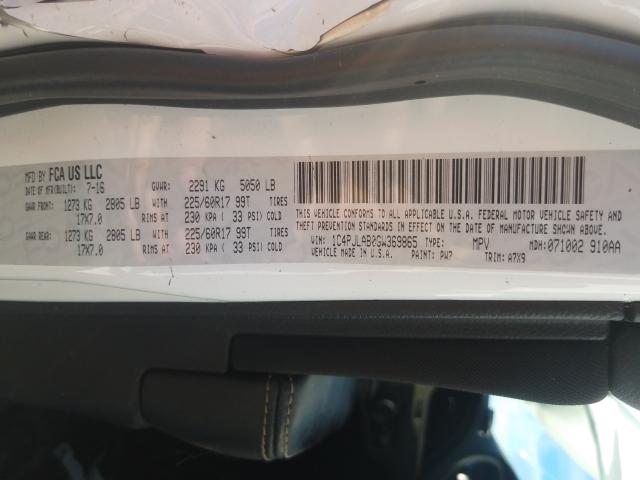 MFD BY FCA US LLC
DATE OF MFR(BUILT): 7-16 GVWR: 2291 KG 5050 LB
GAWR FRONT: 1273 KG 2805 LB WITH 225/60R17 99T TIRES
17X7.0 RIMS AT 230 KPA ( 33 PSI) COLD
GAWR REAR: 1273 KG 2805 LB WITH 225/60R17 99T TIRES
17X7.0 RIMS AT 230 KPA ( 33 PSI) COLD
THIS VEHICLE CONFORMS TO ALL APPLICABLE U.S.A. FEDERAL MOTOR VEHICLE SAFETY AND
THEFT PREVENTION STANDARDS IN EFFECT ON THE DATE OF MANUFACTURE SHOWN ABOVE.
VIN: 1C4PJLAB0GW369865 TYPE: MPV MDH: 071002 910AA
VEHICLE MADE IN U.S.A. PAINT: PW7 TRIM: A7X9